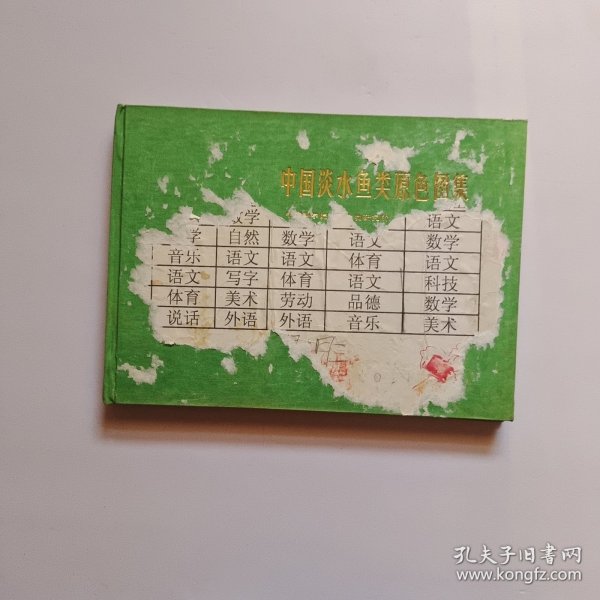 中国淡水鱼类原色图集
数学 语文
学 自然 数学 语文 数学
音乐 语文 语文 体育 语文
语文 写字 体育 语文 科技
体育 美术 劳动 品德 数学
说话 外语 外语 音乐 美术
孔夫子旧书网
www.kongfz.com